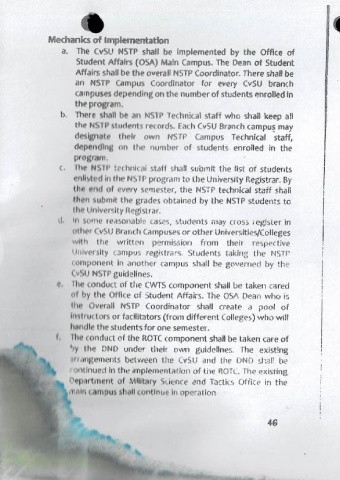 Mechanics of Implementation
a. The CvSU NSTP shall be implemented by the Office of
Student Affairs (OSA) Main Campus. The Dean of Student
Affairs shall be the overall NSTP Coordinator. There shall be
an NSTP Campus Coordinator for every CvSU branch
campuses depending on the number of students enrolled in
the program.
b. There shall be an NSTP Technical staff who shall keep all
the NSTP students records. Each CvSU Branch campus may
designate their own NSTP Campus Technical staff,
depending on the number of students enrolled in the
program.
c. The NSTP technical staff shall submit the list of students
enlisted in the NSTP program to the University Registrar. By
the end of every semester, the NSTP technical staff shall
then submit the grades obtained by the NSTP students to
the University Registrar.
d. In some reasonable cases, students may cross register in
other CvSU Branch Campuses or other Universities/Colleges
with the written permission from their respective
University campus registrars. Students taking the NSTP
component in another campus shall be governed by the
CvSU NSTP guidelines.
e. The conduct of the CWTS component shall be taken cared
of by the Office of Student Affairs. The OSA Dean who is
the Overall NSTP Coordinator shall create a pool of
instructors or facilitators (from different Colleges) who will
handle the students for one semester.
f. The conduct of the ROTC component shall be taken care of
by the DND under their own guidelines. The existing
arrangements between the CvSU and the DND shall be
continued in the implementation of the ROTC. The existing
Department of Military Science and Tactics Office in the
main campus shall continue in operation
46